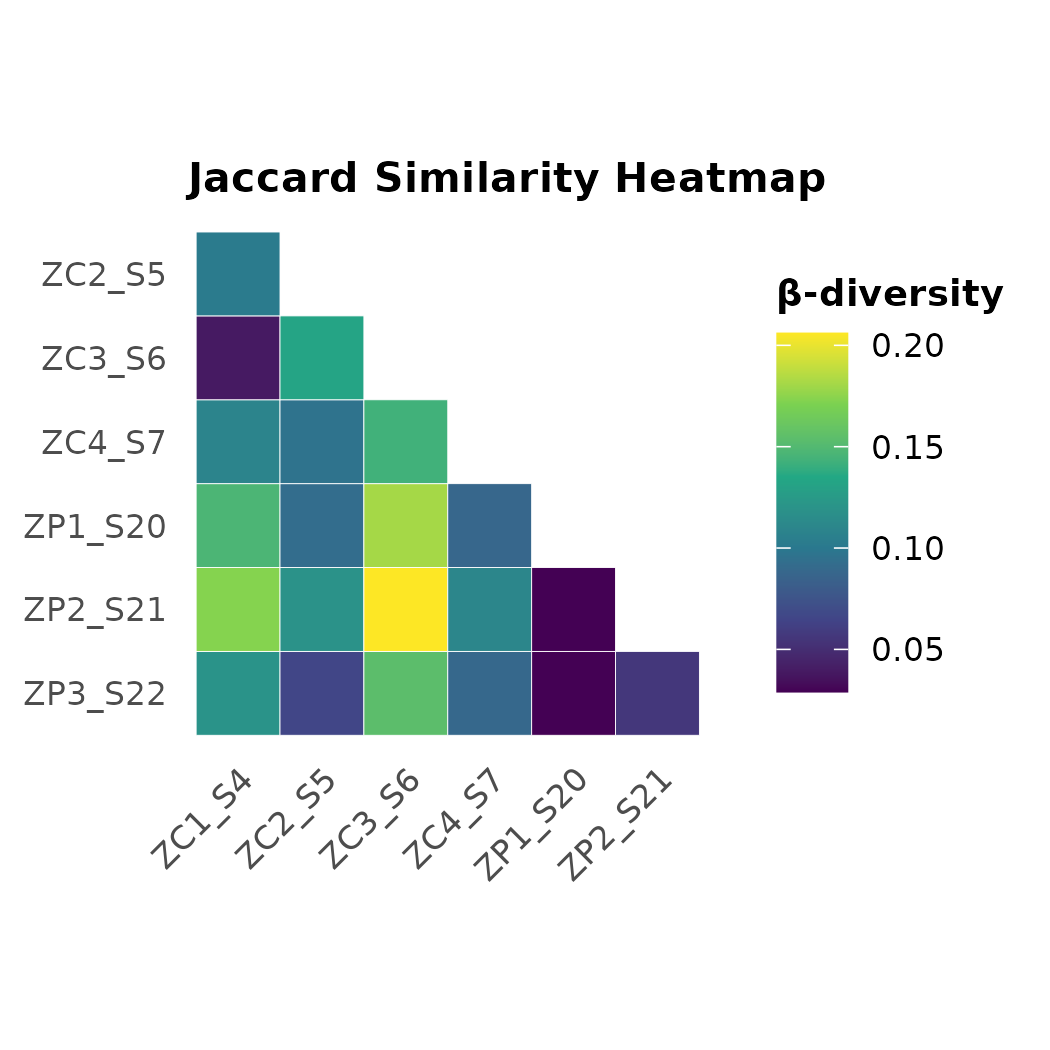 Jaccard Similarity Heatmap
ZC2_S5
ZC3_S6
ZC4_S7
ZP1_S20
ZP2_S21
ZP3_S22
ZC1_S4
ZC2_S5
ZC3_S6
ZC4_S7
ZP1_S20
ZP2_S21
β-diversity
0.20
0.15
0.10
0.05